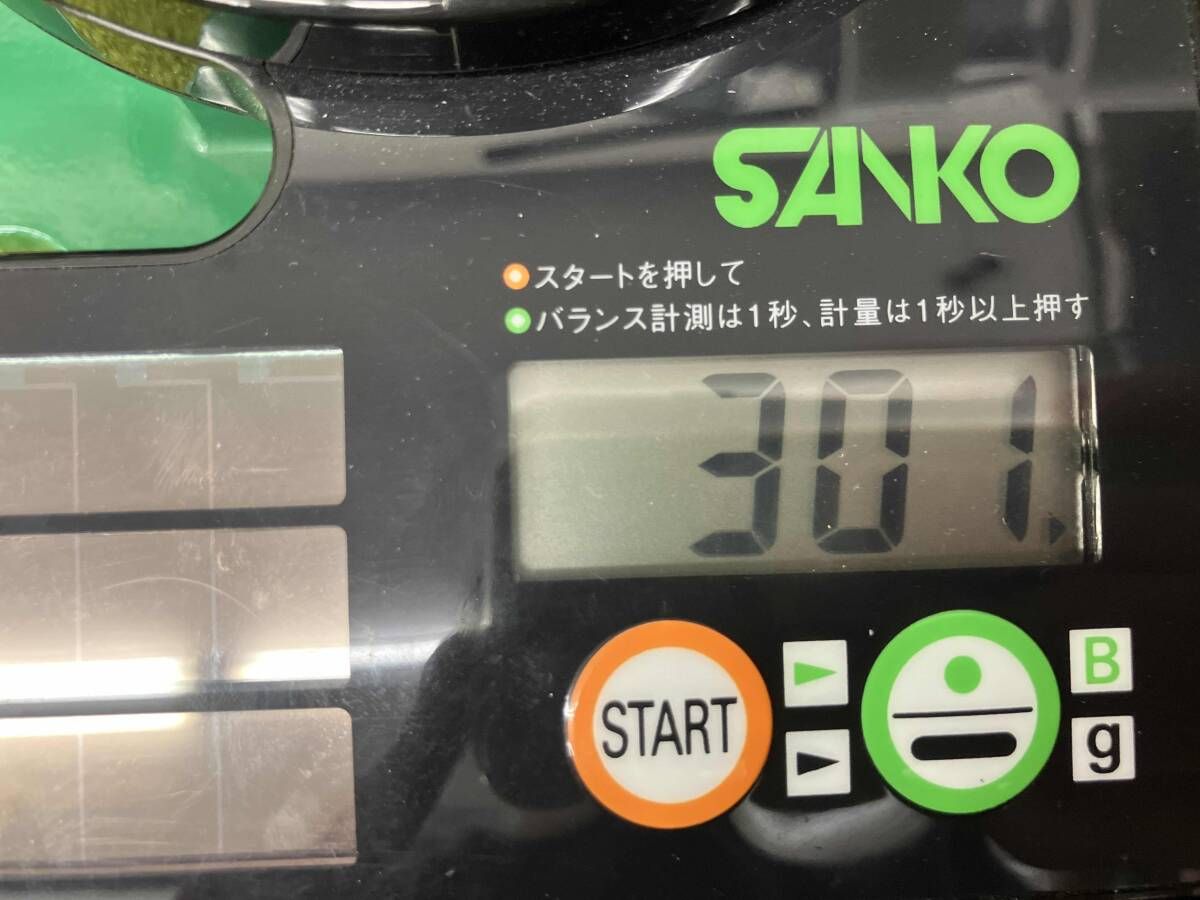 SANKO
スタートを押して
バランス計測は1秒、計量は1秒以上押す
301.
START
B
g